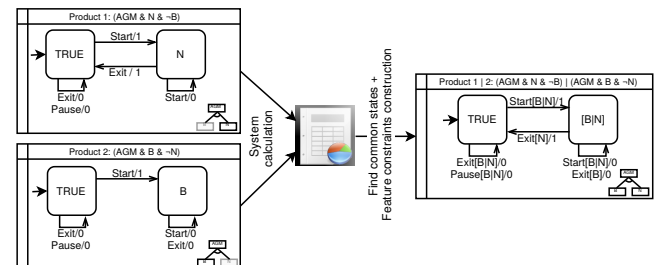 Product 1: (AGM & N & ¬B)
Start/1
TRUE
N
Exit / 1
Exit/0
Pause/0
Start/0
AGM
Product 2: (AGM & B & ¬N)
Start/1
TRUE
B
Exit/0
Pause/0
Start/0
Exit/0
AGM
System
calculation
Find common states +
Feature constraints construction
Product 1 | 2: (AGM & N & ¬B) | (AGM & B & ¬N)
Start[B|N]/1
TRUE
[B|N]
Exit[N]/1
Exit[B|N]/0
Pause[B|N]/0
Start[B|N]/0
Exit[B]/0
AGM